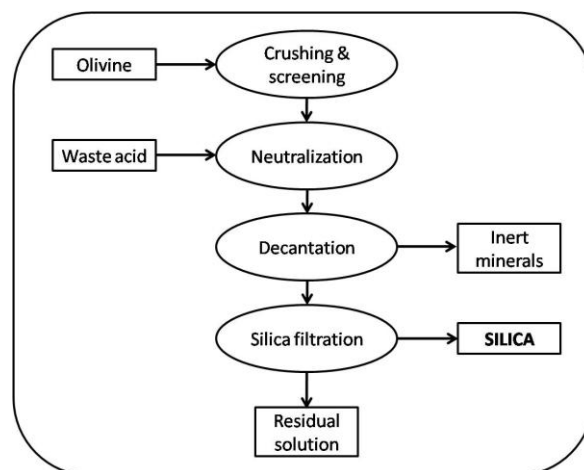 Olivine
Crushing &
screening
Waste acid
Neutralization
Decantation
Inert
minerals
Silica filtration
SILICA
Residual
solution